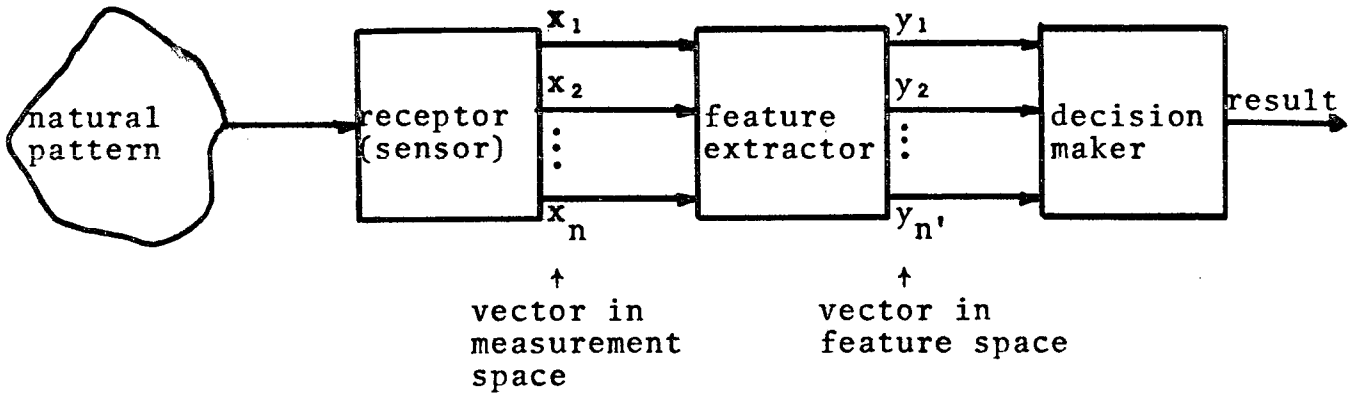 natural
pattern
receptor
(sensor)
x₁
x₂
⋮
xₙ
↑
vector in
measurement
space
feature
extractor
y₁
y₂
⋮
yₙ'
↑
vector in
feature space
decision
maker
result